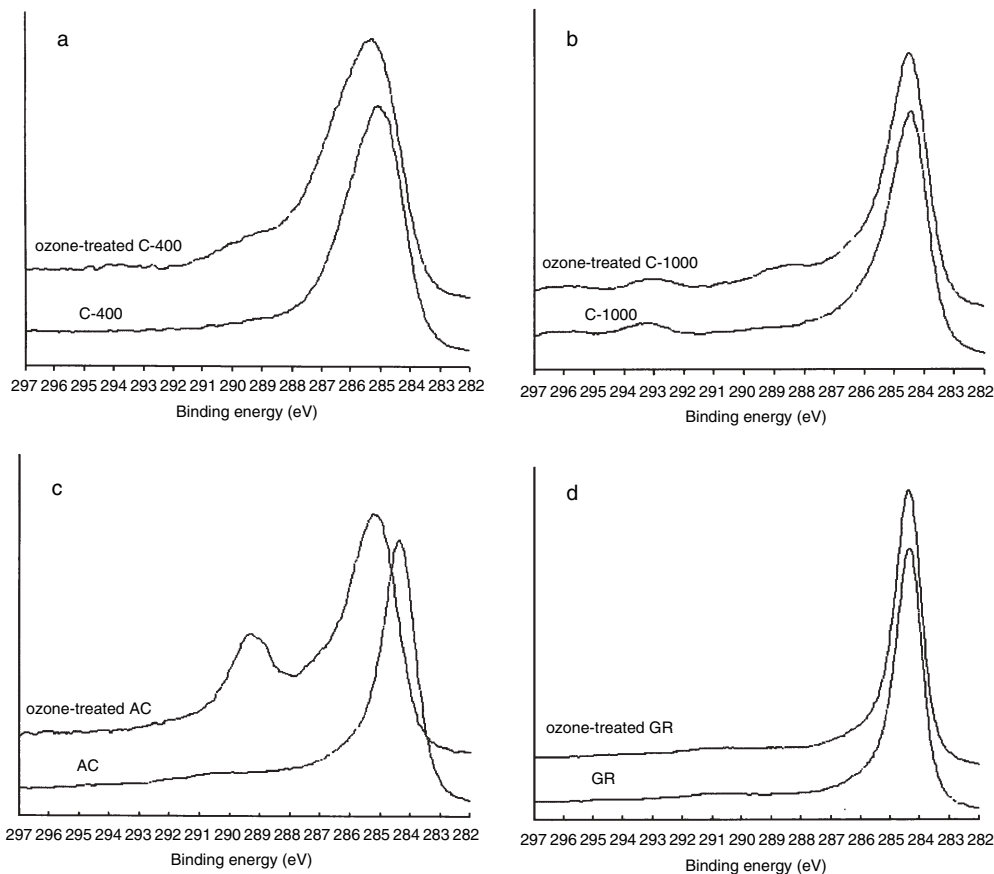 a
ozone-treated C-400
C-400
297 296 295 294 293 292 291 290 289 288 287 286 285 284 283 282
Binding energy (eV)
b
ozone-treated C-1000
C-1000
297 296 295 294 293 292 291 290 289 288 287 286 285 284 283 282
Binding energy (eV)
c
ozone-treated AC
AC
297 296 295 294 293 292 291 290 289 288 287 286 285 284 283 282
Binding energy (eV)
d
ozone-treated GR
GR
297 296 295 294 293 292 291 290 289 288 287 286 285 284 283 282
Binding energy (eV)